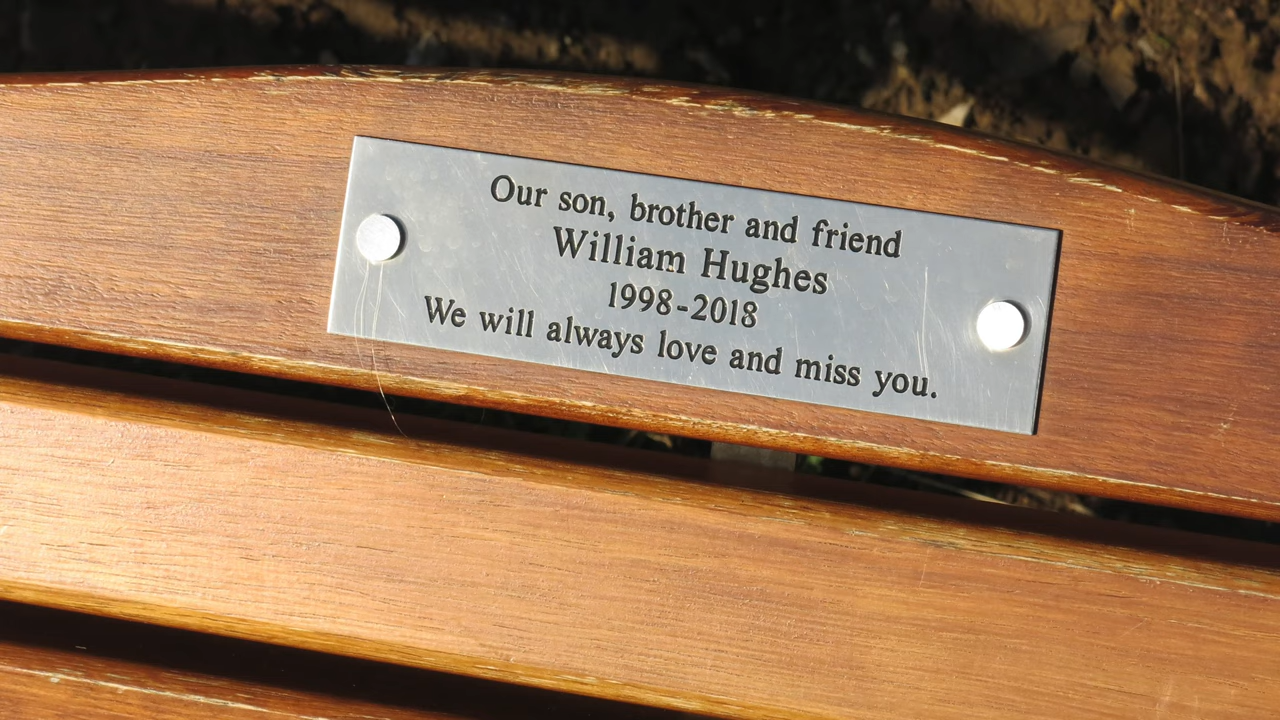 Our son, brother and friend
William Hughes
1998-2018
We will always love and miss you.